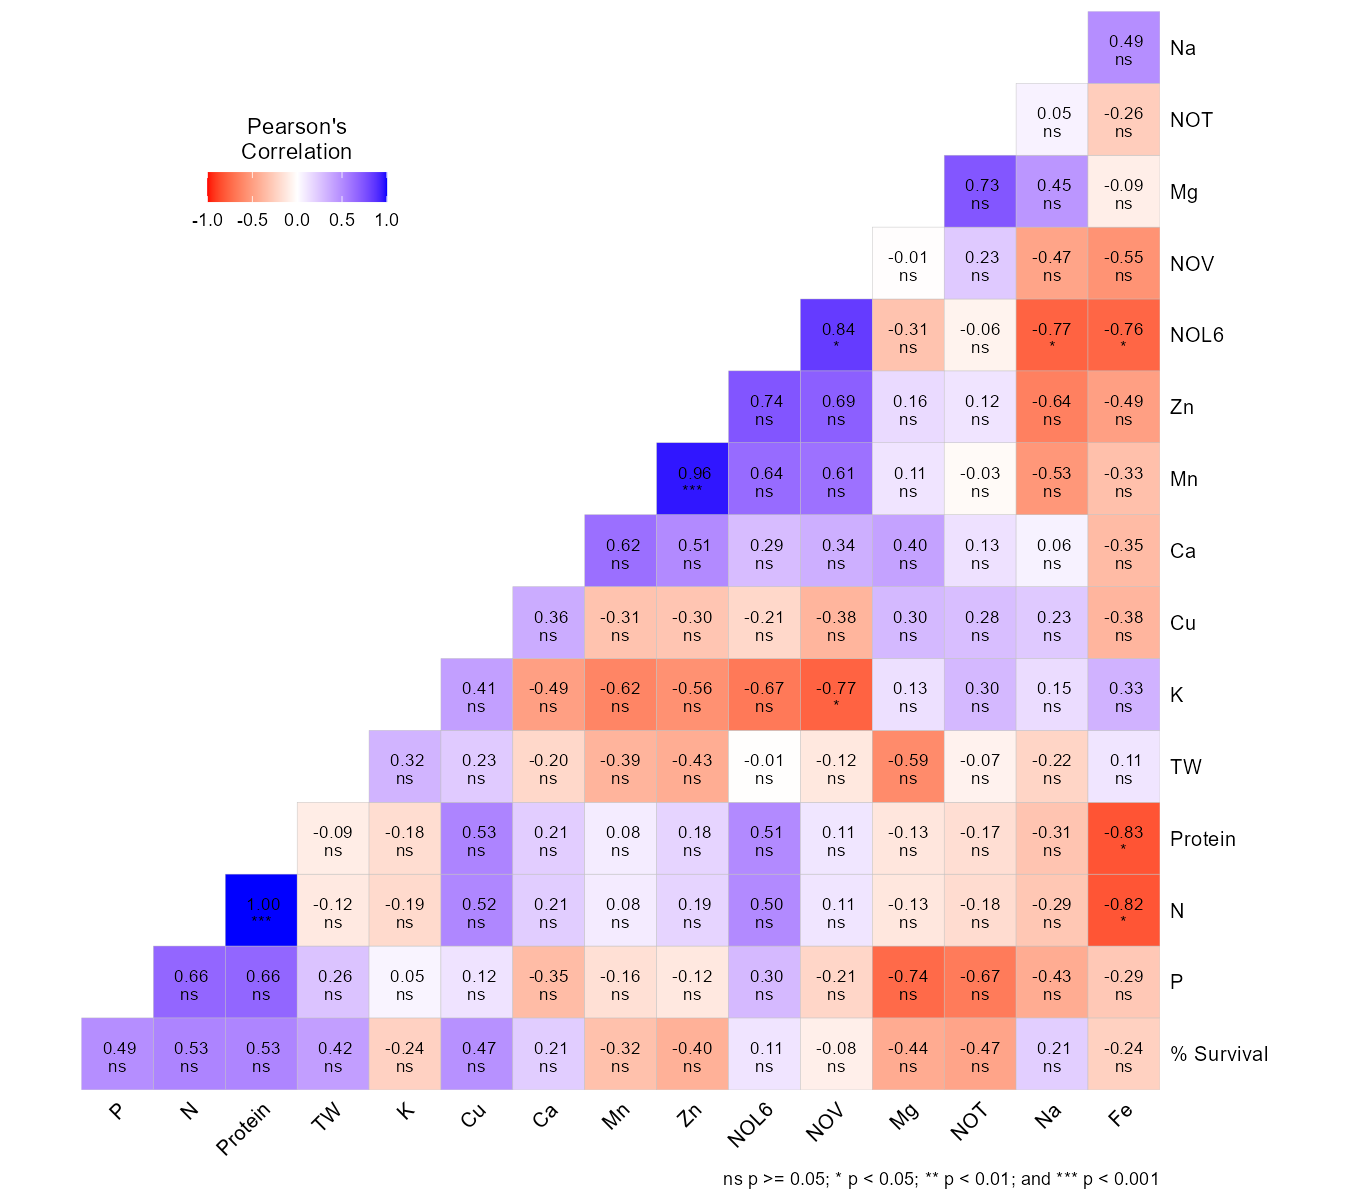 0.49
ns
Na
0.05 -0.26
ns ns
NOT
Pearson's
Correlation
-1.0 -0.5 0.0 0.5 1.0
0.73 0.45 -0.09
ns ns ns
Mg
-0.01 0.23 -0.47 -0.55
ns ns ns ns
NOV
0.84 -0.31 -0.06 -0.77 -0.76
* ns ns * *
NOL6
0.74 0.69 0.16 0.12 -0.64 -0.49
ns ns ns ns ns ns
Zn
0.96 0.64 0.61 0.11 -0.03 -0.53 -0.33
*** ns ns ns ns ns ns
Mn
0.62 0.51 0.29 0.34 0.40 0.13 0.06 -0.35
ns ns ns ns ns ns ns ns
Ca
0.36 -0.31 -0.30 -0.21 -0.38 0.30 0.28 0.23 -0.38
ns ns ns ns ns ns ns ns ns
Cu
0.41 -0.49 -0.62 -0.56 -0.67 -0.77 0.13 0.30 0.15 0.33
ns ns ns ns ns * ns ns ns ns
K
0.32 0.23 -0.20 -0.39 -0.43 -0.01 -0.12 -0.59 -0.07 -0.22 0.11
ns ns ns ns ns ns ns ns ns ns ns
TW
-0.09 -0.18 0.53 0.21 0.08 0.18 0.51 0.11 -0.13 -0.17 -0.31 -0.83
ns ns ns ns ns ns ns ns ns ns ns *
Protein
1.00 -0.12 -0.19 0.52 0.21 0.08 0.19 0.50 0.11 -0.13 -0.18 -0.29 -0.82
*** ns ns ns ns ns ns ns ns ns ns ns *
N
0.66 0.66 0.26 0.05 0.12 -0.35 -0.16 -0.12 0.30 -0.21 -0.74 -0.67 -0.43 -0.29
ns ns ns ns ns ns ns ns ns ns ns ns ns ns
P
0.49 0.53 0.53 0.42 -0.24 0.47 0.21 -0.32 -0.40 0.11 -0.08 -0.44 -0.47 0.21 -0.24
ns ns ns ns ns ns ns ns ns ns ns ns ns ns ns
% Survival
P N Protein TW K Cu Ca Mn Zn NOL6 NOV Mg NOT Na Fe
ns p >= 0.05; * p < 0.05; ** p < 0.01; and *** p < 0.001